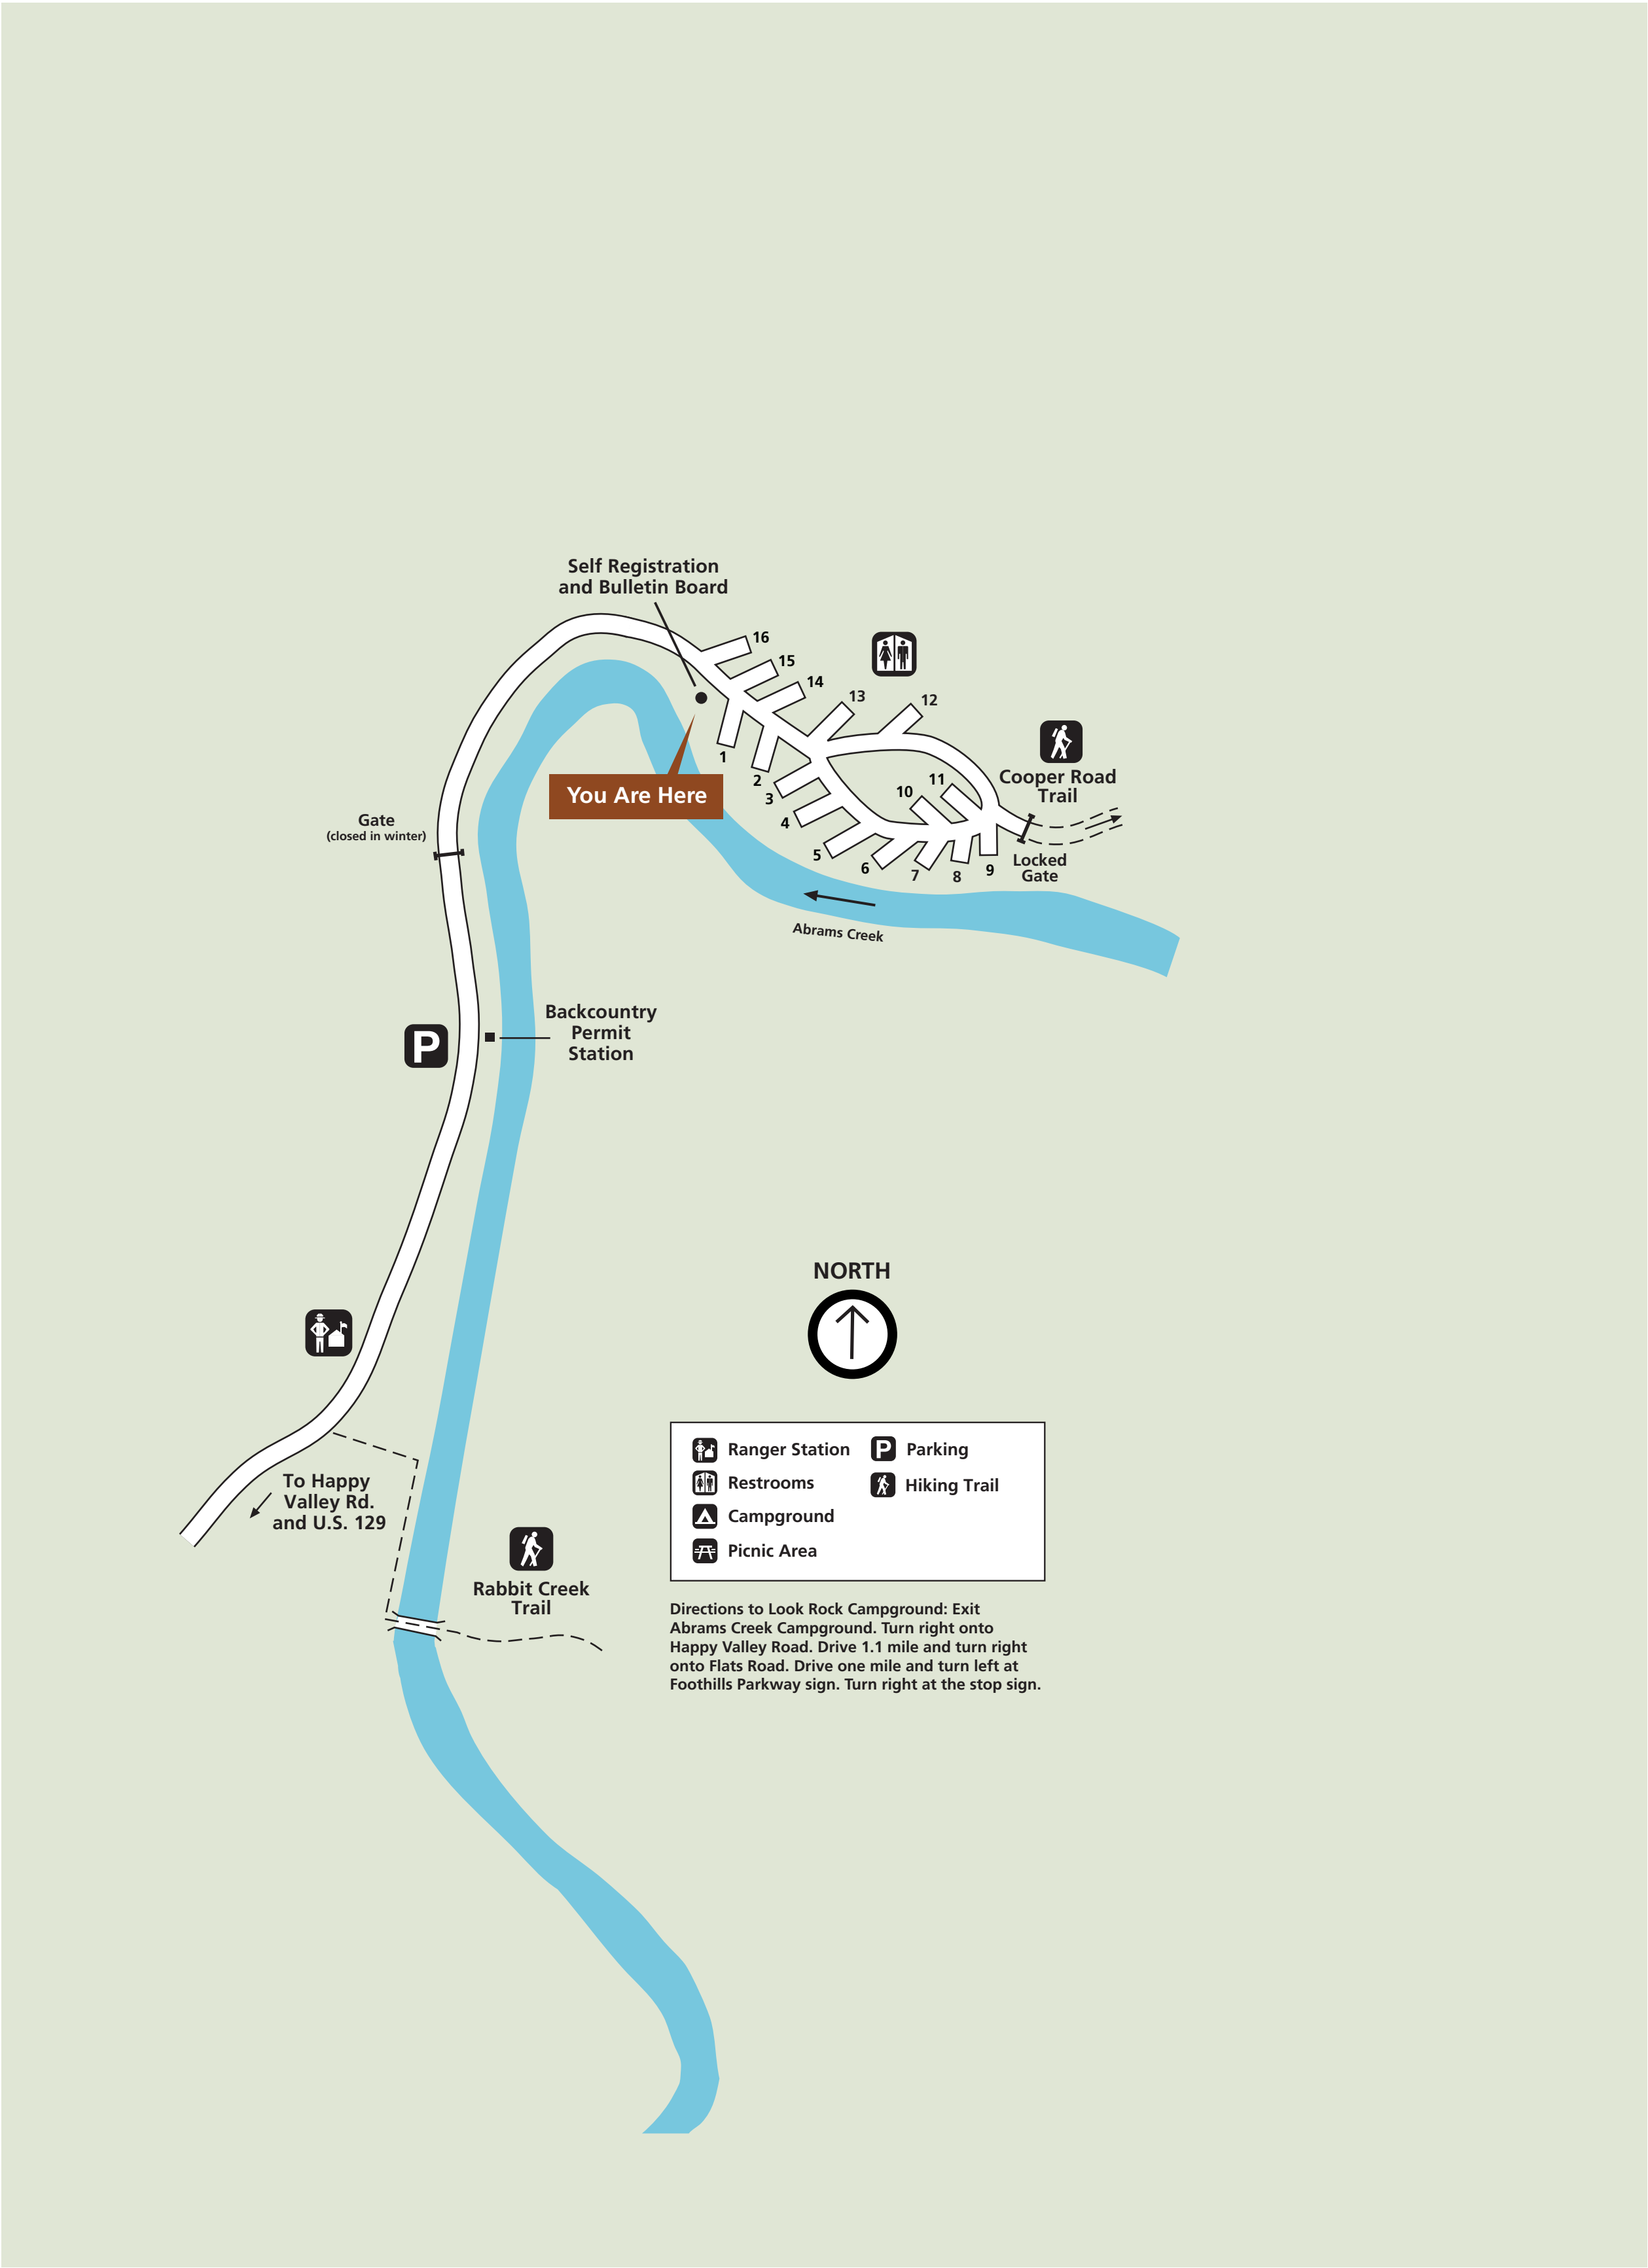 Self Registration
and Bulletin Board
16
15
14
13
12
1
2
3
4
5
6
7
8
9
10
11
You Are Here
Cooper Road
Trail
Locked
Gate
Gate
(closed in winter)
Abrams Creek
P
Backcountry
Permit
Station
NORTH
To Happy
Valley Rd.
and U.S. 129
Rabbit Creek
Trail
Ranger Station
Restrooms
Campground
Picnic Area
P Parking
Hiking Trail
Directions to Look Rock Campground: Exit
Abrams Creek Campground. Turn right onto
Happy Valley Road. Drive 1.1 mile and turn right
onto Flats Road. Drive one mile and turn left at
Foothills Parkway sign. Turn right at the stop sign.